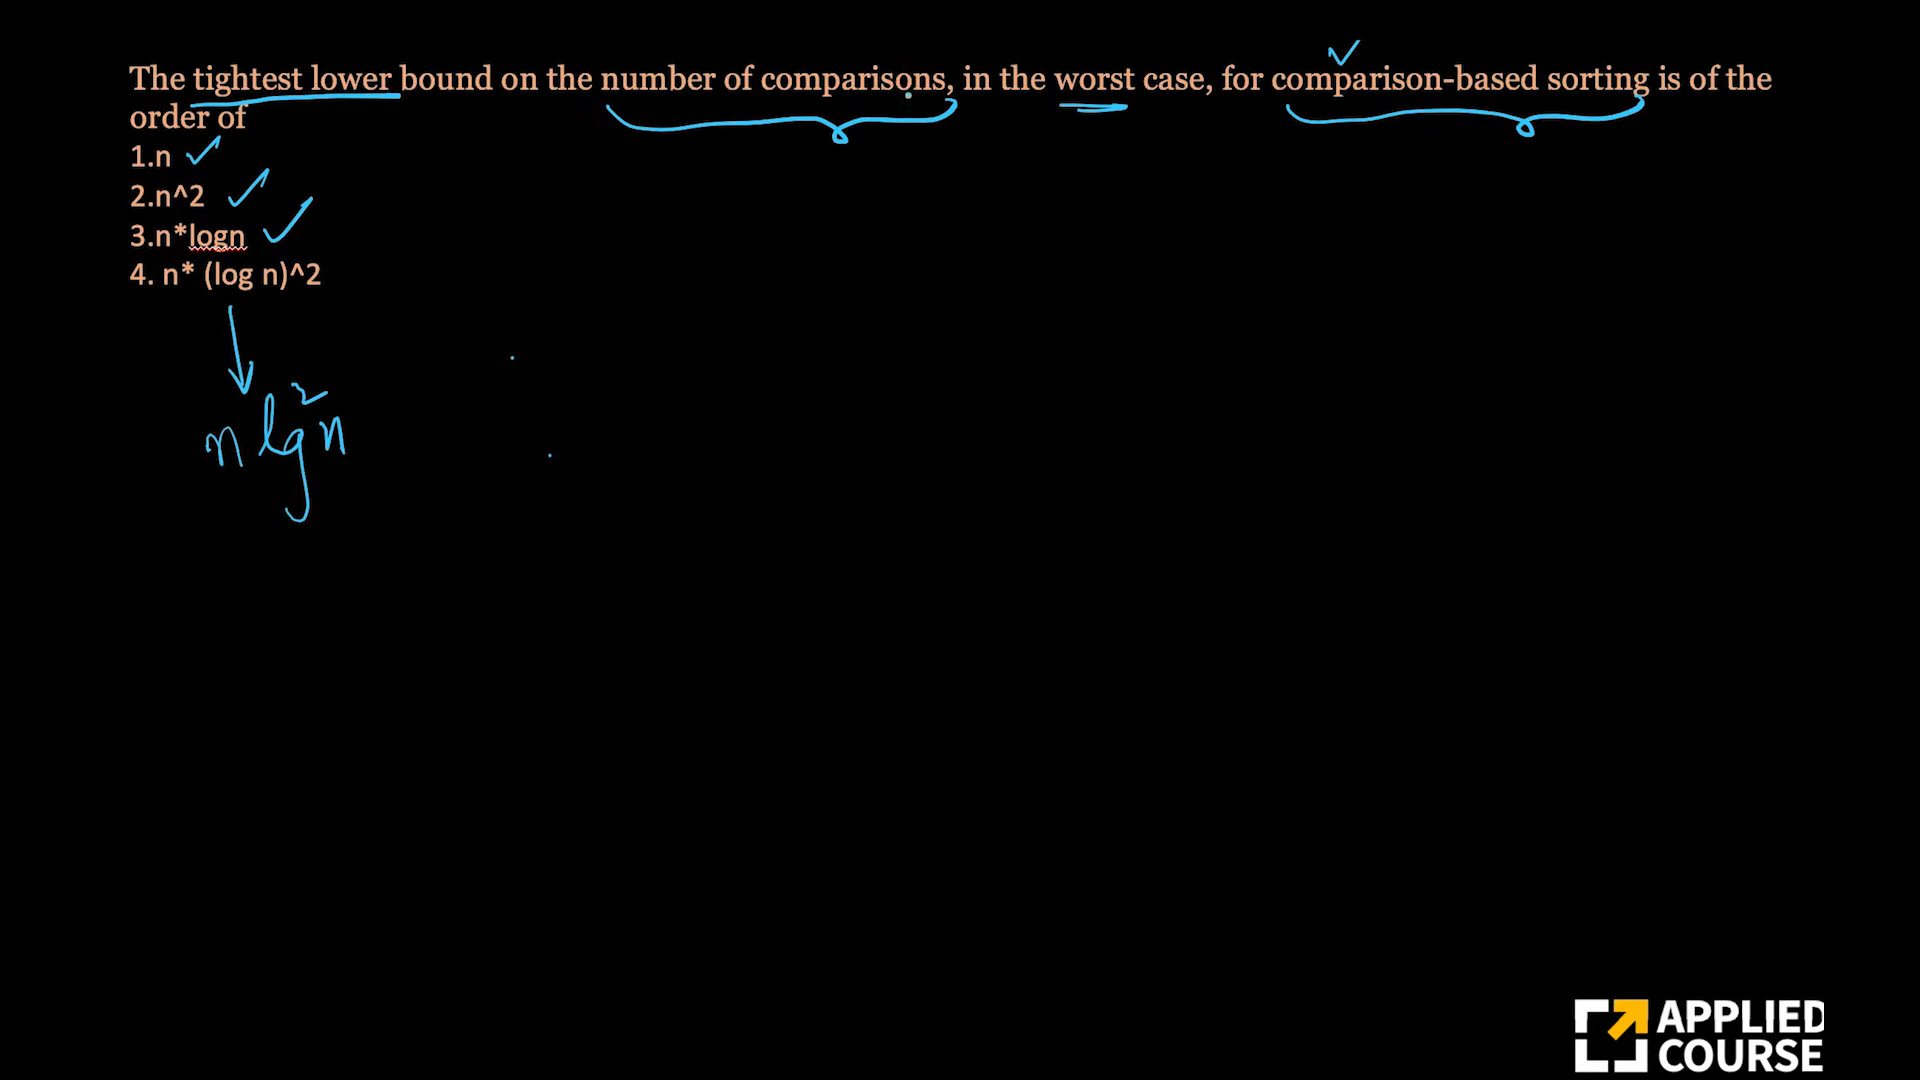 The tightest lower bound on the number of comparisons, in the worst case, for comparison-based sorting is of the
order of
1.n
2.n^2
3.n*logn
4. n* (log n)^2
n lg²n
APPLIED
COURSE